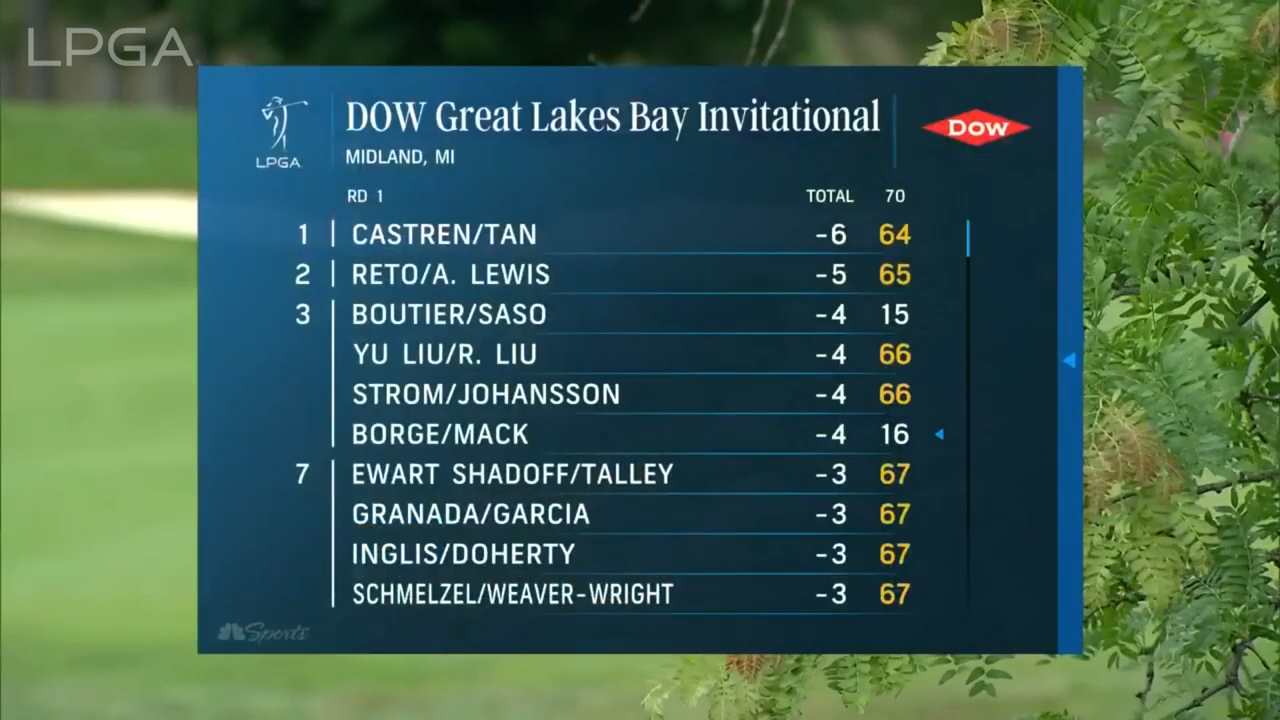 LPGA
DOW Great Lakes Bay Invitational
DOW
LPGA
MIDLAND, MI
RD 1 TOTAL 70
1 CASTREN/TAN -6 64
2 RETO/A. LEWIS -5 65
3 BOUTIER/SASO -4 15
YU LIU/R. LIU -4 66
STROM/JOHANSSON -4 66
BORGE/MACK -4 16
7 EWART SHADOFF/TALLEY -3 67
GRANADA/GARCIA -3 67
INGLIS/DOHERTY -3 67
SCHMELZEL/WEAVER-WRIGHT -3 67
Sports